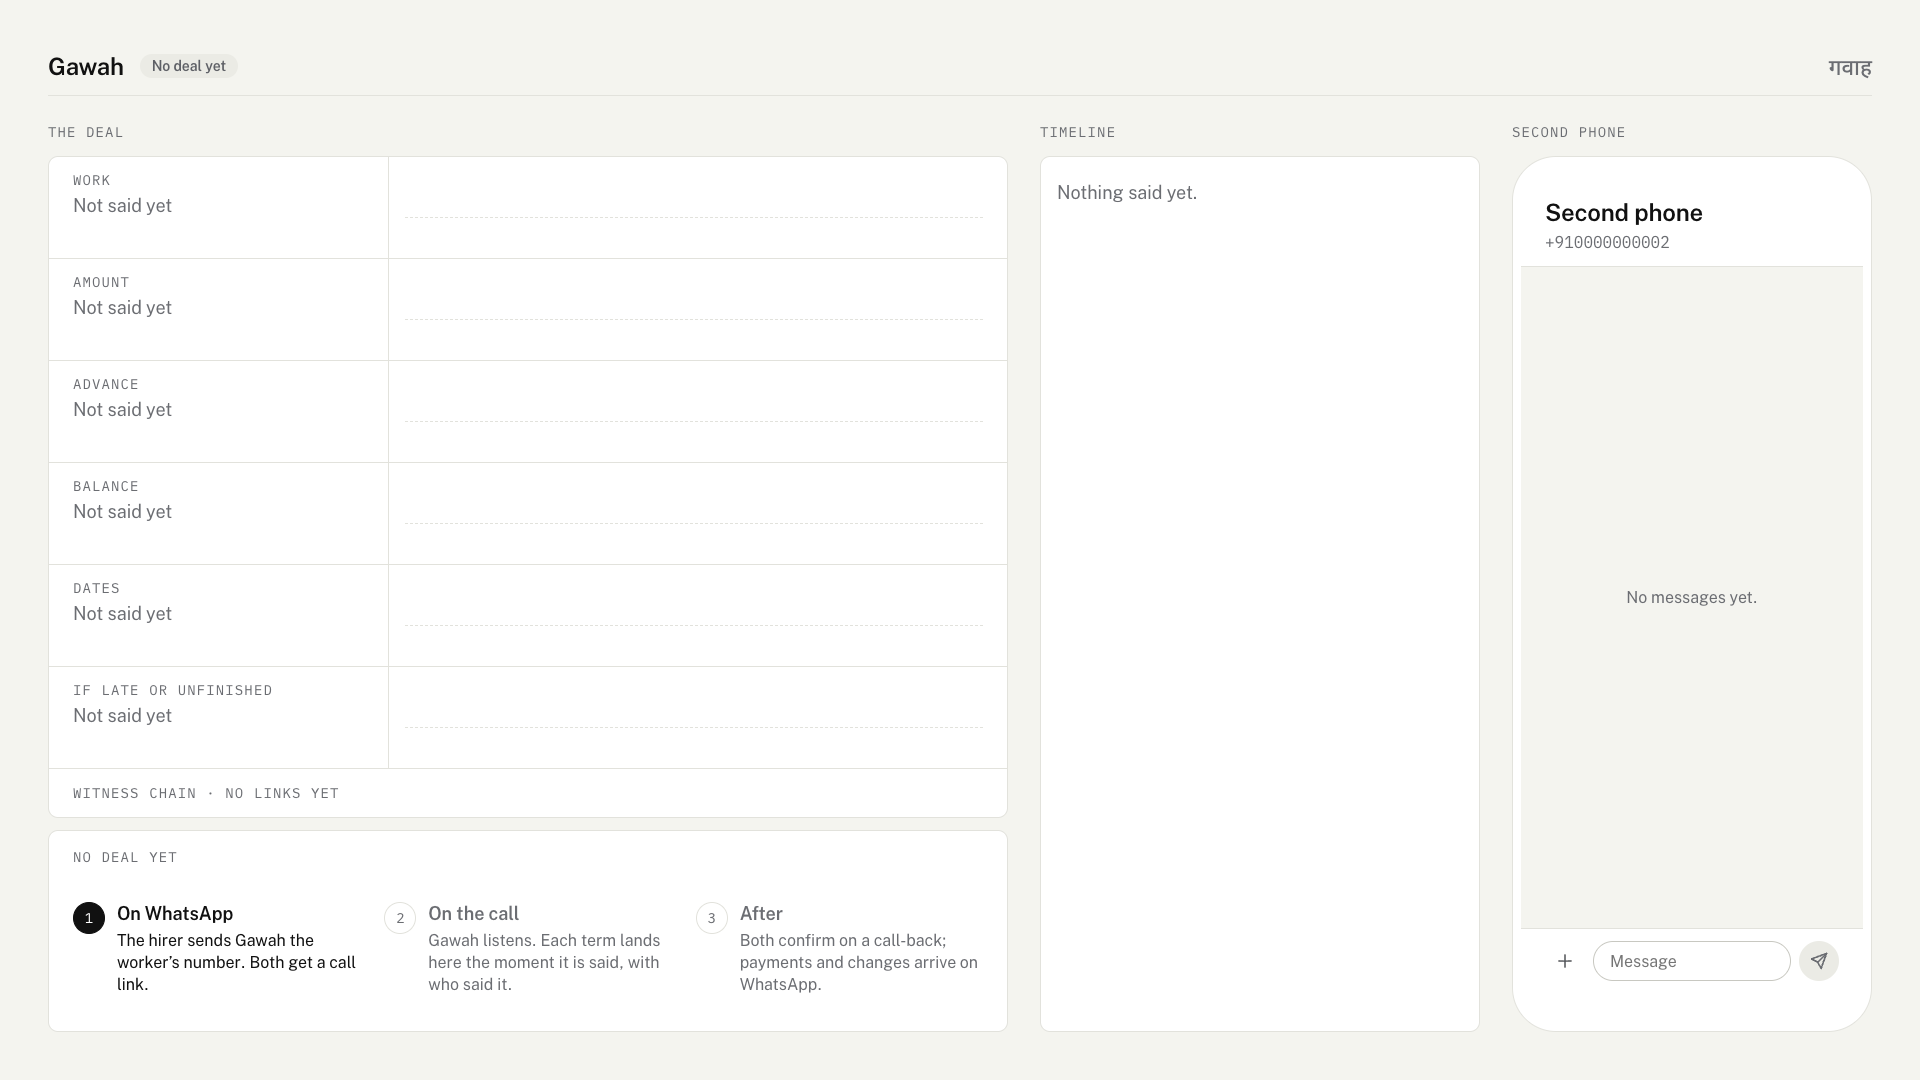 Gawah
No deal yet
गवाह
THE DEAL
WORK
Not said yet
AMOUNT
Not said yet
ADVANCE
Not said yet
BALANCE
Not said yet
DATES
Not said yet
IF LATE OR UNFINISHED
Not said yet
WITNESS CHAIN · NO LINKS YET
NO DEAL YET
1
On WhatsApp
The hirer sends Gawah the
worker’s number. Both get a call
link.
2
On the call
Gawah listens. Each term lands
here the moment it is said, with
who said it.
3
After
Both confirm on a call-back;
payments and changes arrive on
WhatsApp.
TIMELINE
Nothing said yet.
SECOND PHONE
Second phone
+910000000002
No messages yet.
Message